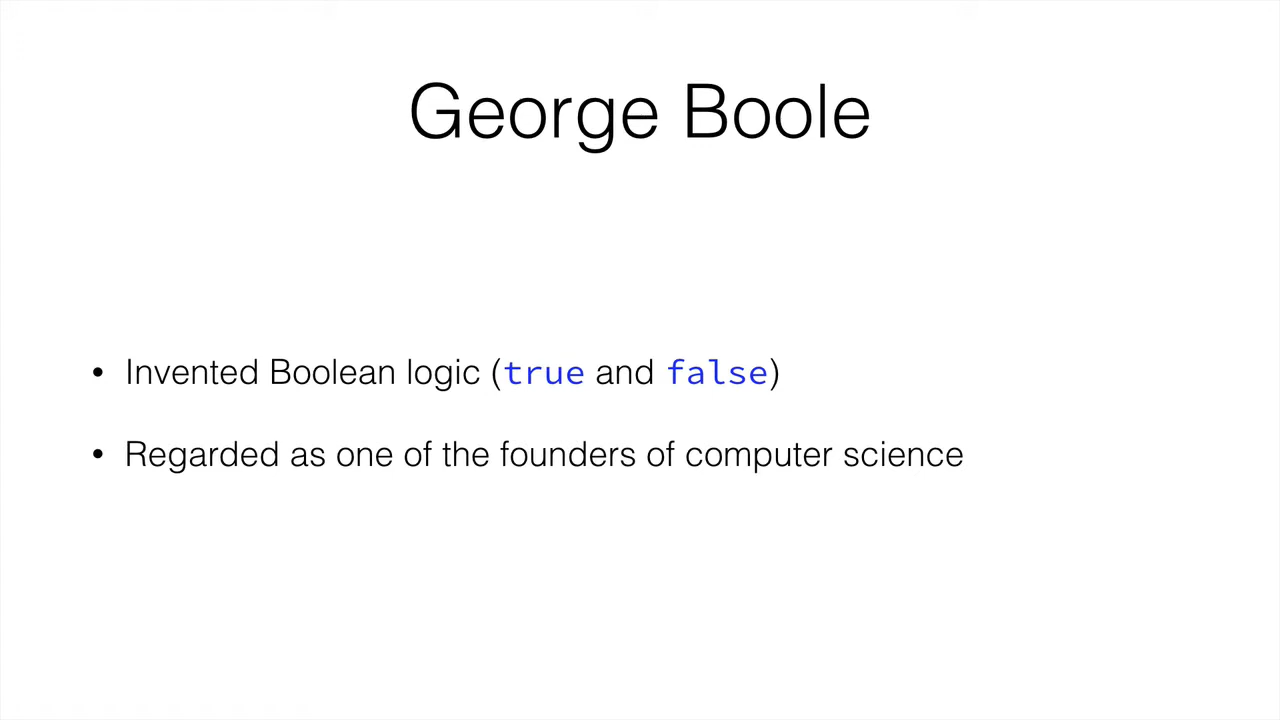 George Boole
• Invented Boolean logic (true and false)
• Regarded as one of the founders of computer science